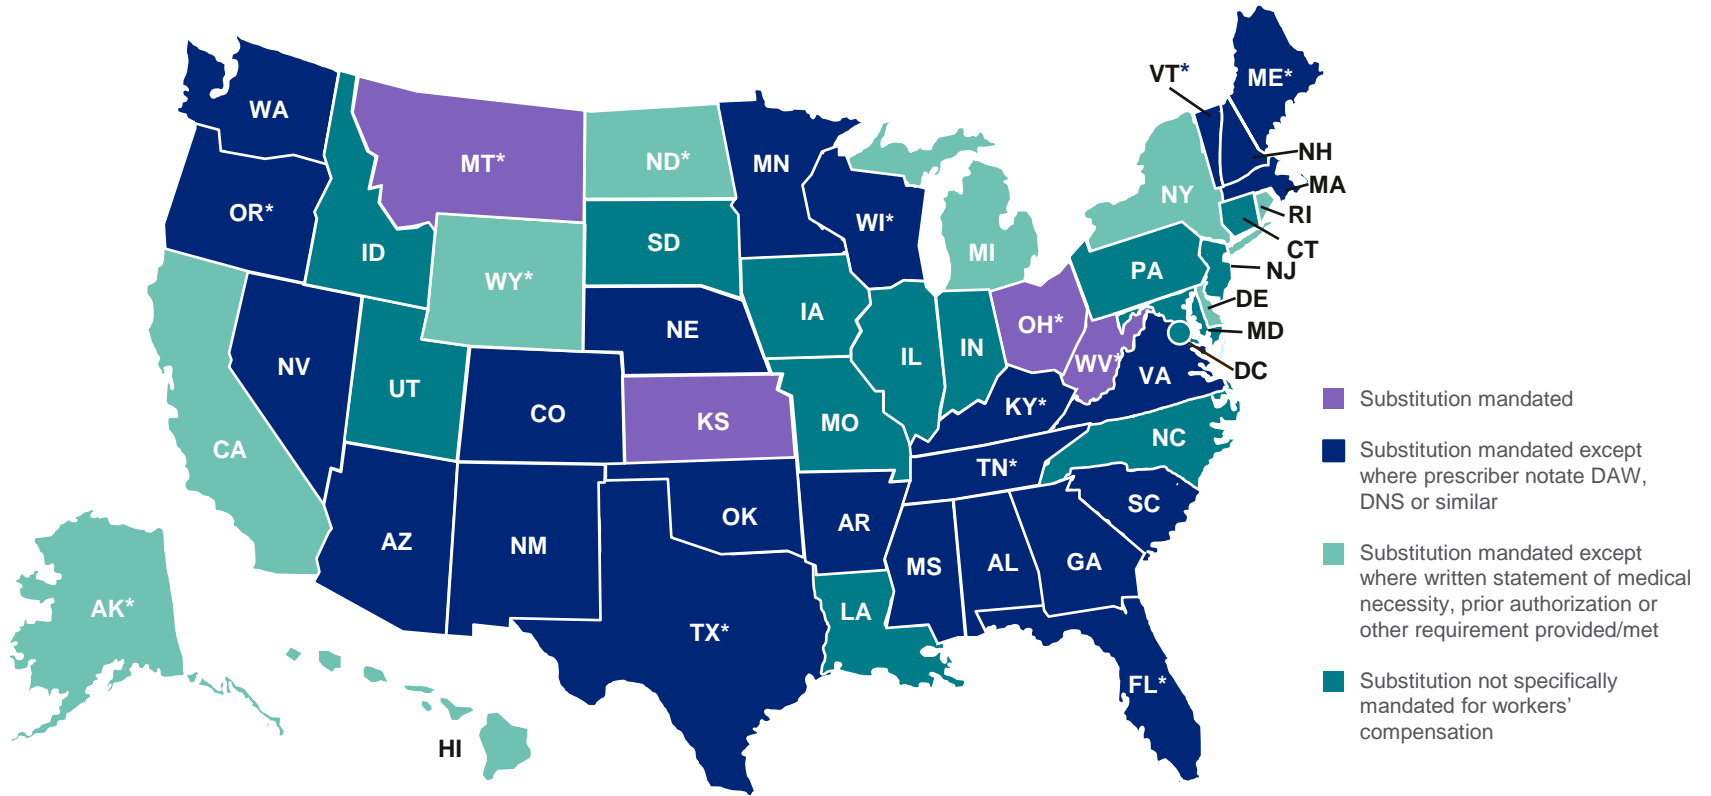 VT*
ME*
WA
MT*
ND*
MN
NH
MA
OR*
WI*
NY
RI
ID
SD
MI
CT
WY*
PA
NJ
DE
IA
NE
OH*
MD
NV
IL
IN
WV*
DC
UT
VA
CO
KS
MO
KY*
NC
CA
TN*
SC
AZ
NM
OK
AR
MS
AL
GA
AK*
LA
TX*
FL*
HI
Substitution mandated
Substitution mandated except
where prescriber notate DAW,
DNS or similar
Substitution mandated except
where written statement of medical
necessity, prior authorization or
other requirement provided/met
Substitution not specifically
mandated for workers’
compensation